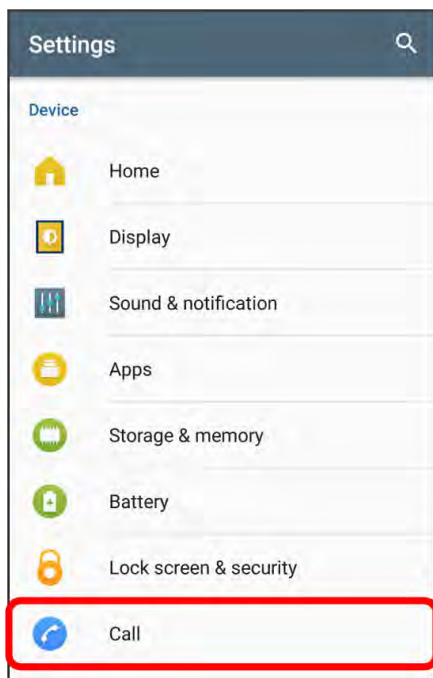 Settings
Device
Home
Display
Sound & notification
Apps
Storage & memory
Battery
Lock screen & security
Call